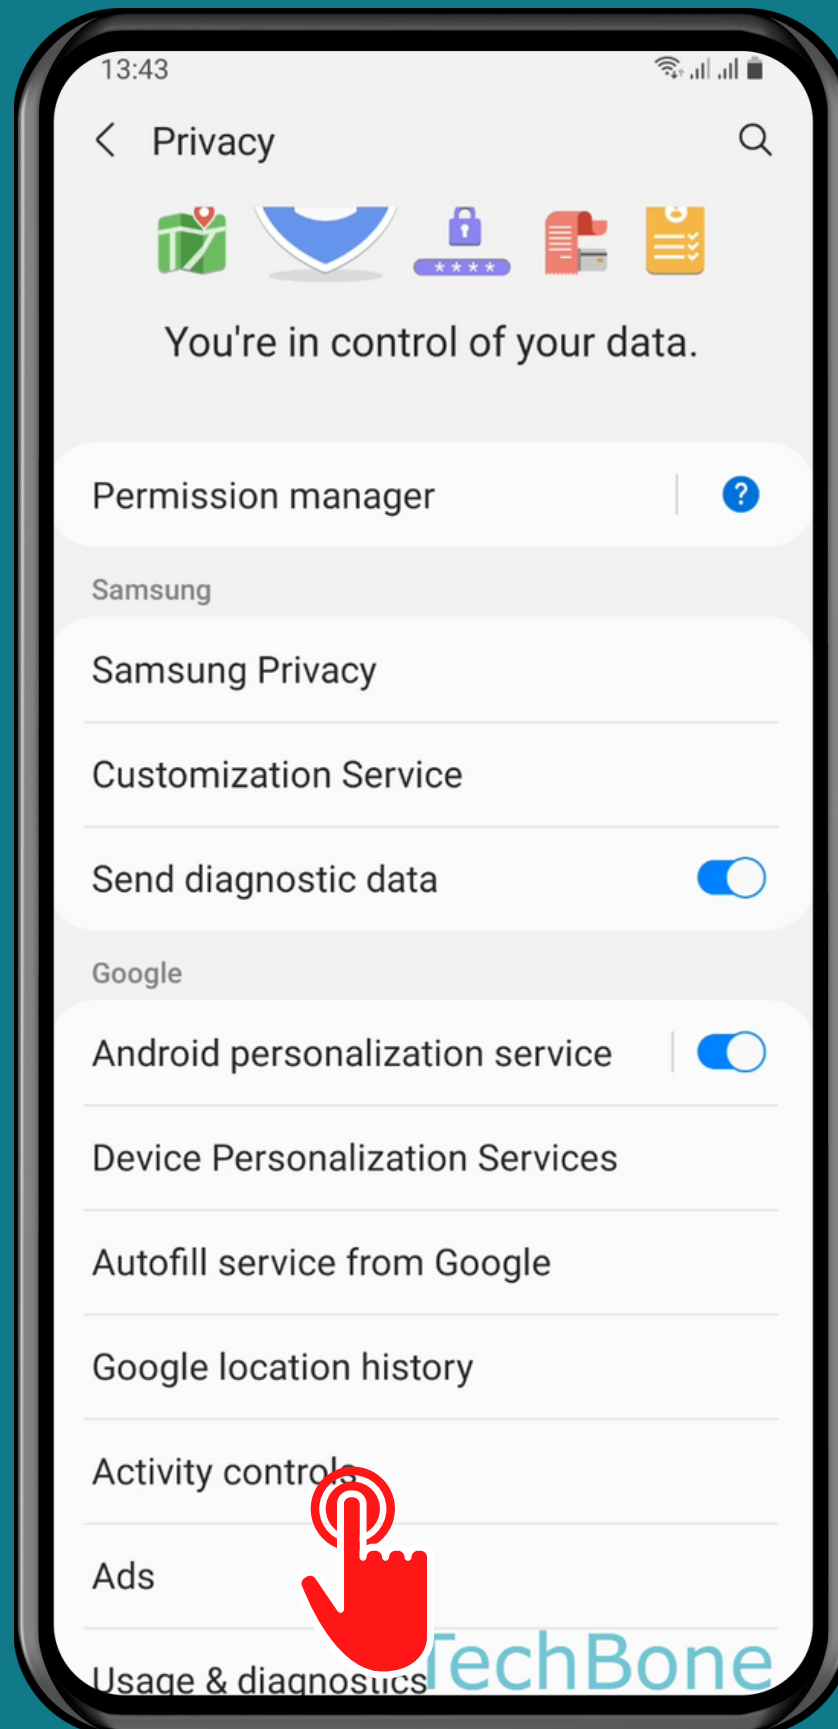 13:43
Privacy
****
You're in control of your data.
Permission manager
?
Samsung
Samsung Privacy
Customization Service
Send diagnostic data
Google
Android personalization service
Device Personalization Services
Autofill service from Google
Google location history
Activity controls
Ads
Usage & diagnostics
TechBone